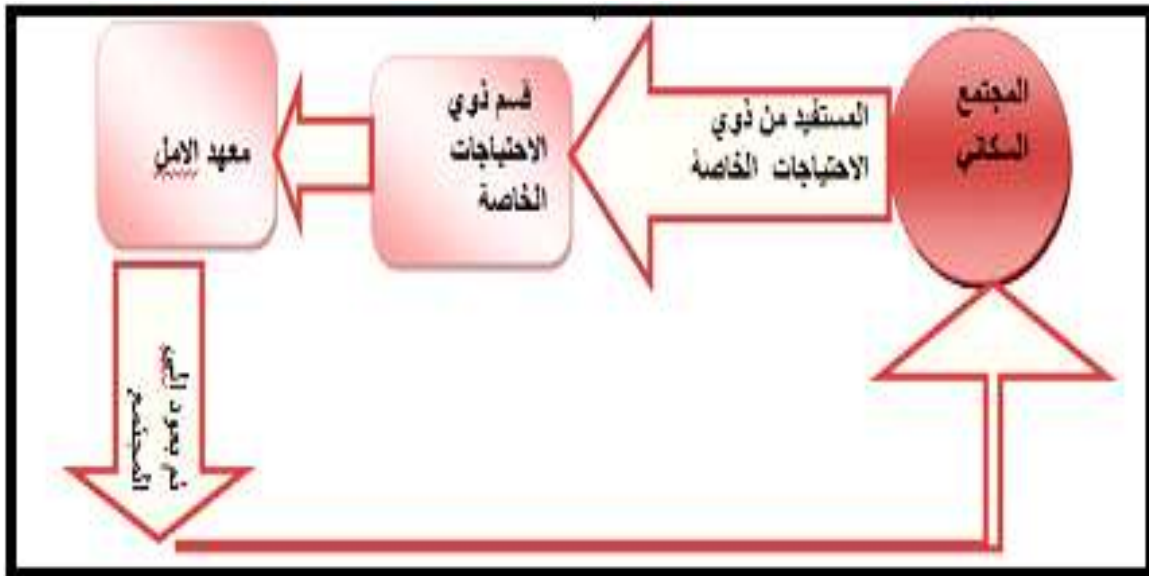 المجتمع
السكاني
المستفيد من ذوي
الاحتياجات الخاصة
قسم ذوي
الاحتياجات
الخاصة
معهد الامل
ثم يعود الى
المجتمع